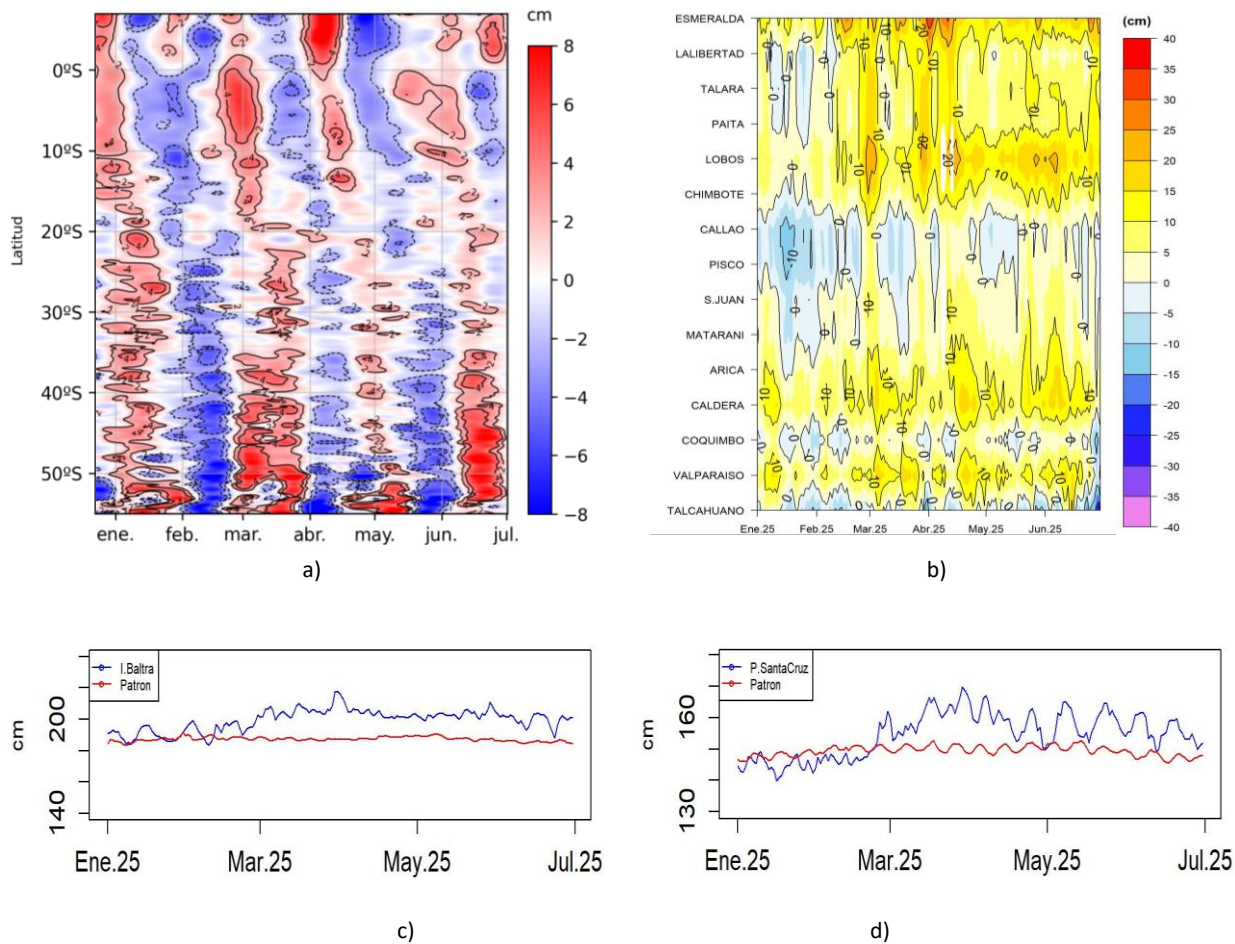 cm
8
6
4
2
0
−2
−4
−6
−8
Latitud
0ºS
10ºS
20ºS
30ºS
40ºS
50ºS
ene. feb. mar. abr. may. jun. jul.
a)
(cm)
ESMERALDA
LALIBERTAD
TALARA
PAITA
LOBOS
CHIMBOTE
CALLAO
PISCO
S.JUAN
MATARANI
ARICA
CALDERA
COQUIMBO
VALPARAISO
TALCAHUANO
40
35
30
25
20
15
10
5
0
-5
-10
-15
-20
-25
-30
-35
-40
Ene.25 Feb.25 Mar.25 Abr.25 May.25 Jun.25
b)
I.Baltra
Patron
cm
200
140
Ene.25 Mar.25 May.25 Jul.25
c)
P.SantaCruz
Patron
cm
160
130
Ene.25 Mar.25 May.25 Jul.25
d)